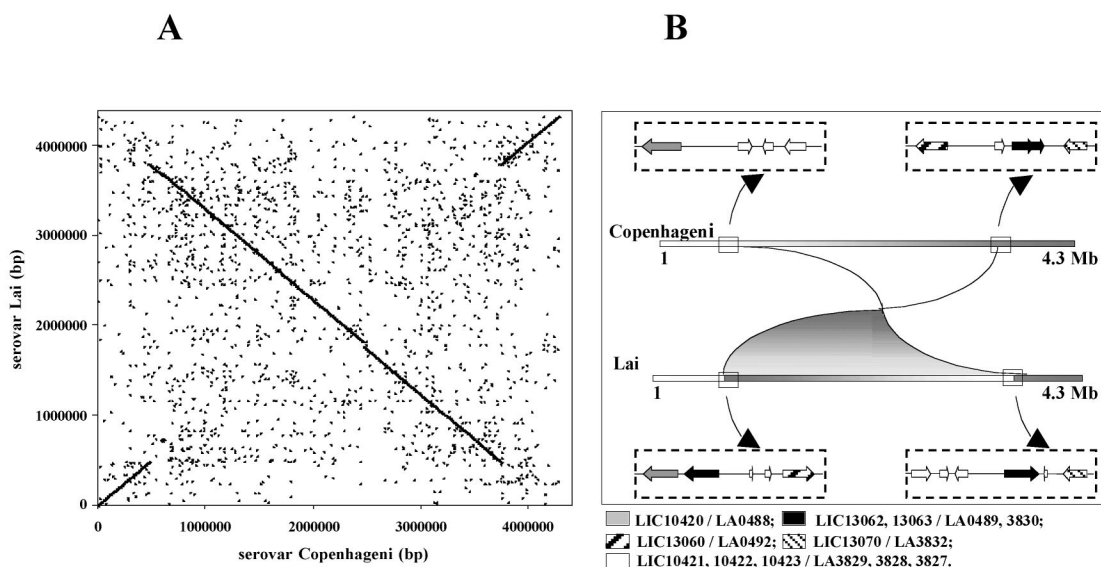 A
B
4000000
3000000
2000000
1000000
0
serovar Lai (bp)
0 1000000 2000000 3000000 4000000
serovar Copenhageni (bp)
Copenhageni
1 4.3 Mb
Lai
1 4.3 Mb
LIC10420 / LA0488; LIC13062, 13063 / LA0489, 3830;
LIC13060 / LA0492; LIC13070 / LA3832;
LIC10421, 10422, 10423 / LA3829, 3828, 3827.